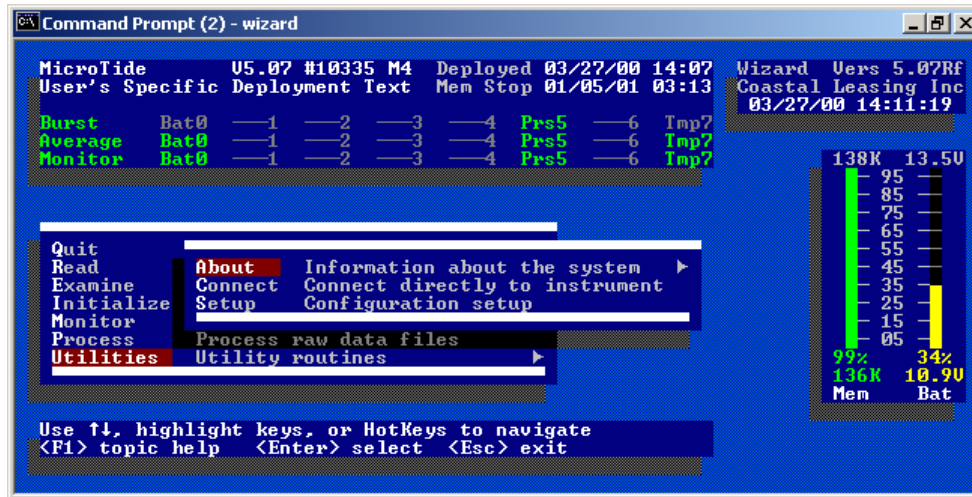 Command Prompt (2) - wizard
MicroTide V5.07 #10335 M4 Deployed 03/27/00 14:07
User's Specific Deployment Text Mem Stop 01/05/01 03:13
Burst Bat0 ——1 ——2 ——3 ——4 Prs5 ——6 Tmp7
Average Bat0 ——1 ——2 ——3 ——4 Prs5 ——6 Tmp7
Monitor Bat0 ——1 ——2 ——3 ——4 Prs5 ——6 Tmp7
Wizard Vers 5.07Rf
Coastal Leasing Inc
03/27/00 14:11:19
Quit
Read
Examine
Initialize
Monitor
Process Process raw data files
Utilities Utility routines ►
About Information about the system ►
Connect Connect directly to instrument
Setup Configuration setup
138K 13.5V
95
85
75
65
55
45
35
25
15
05
99% 34%
136K 10.9V
Mem Bat
Use ↑↓, highlight keys, or HotKeys to navigate
<F1> topic help <Enter> select <Esc> exit